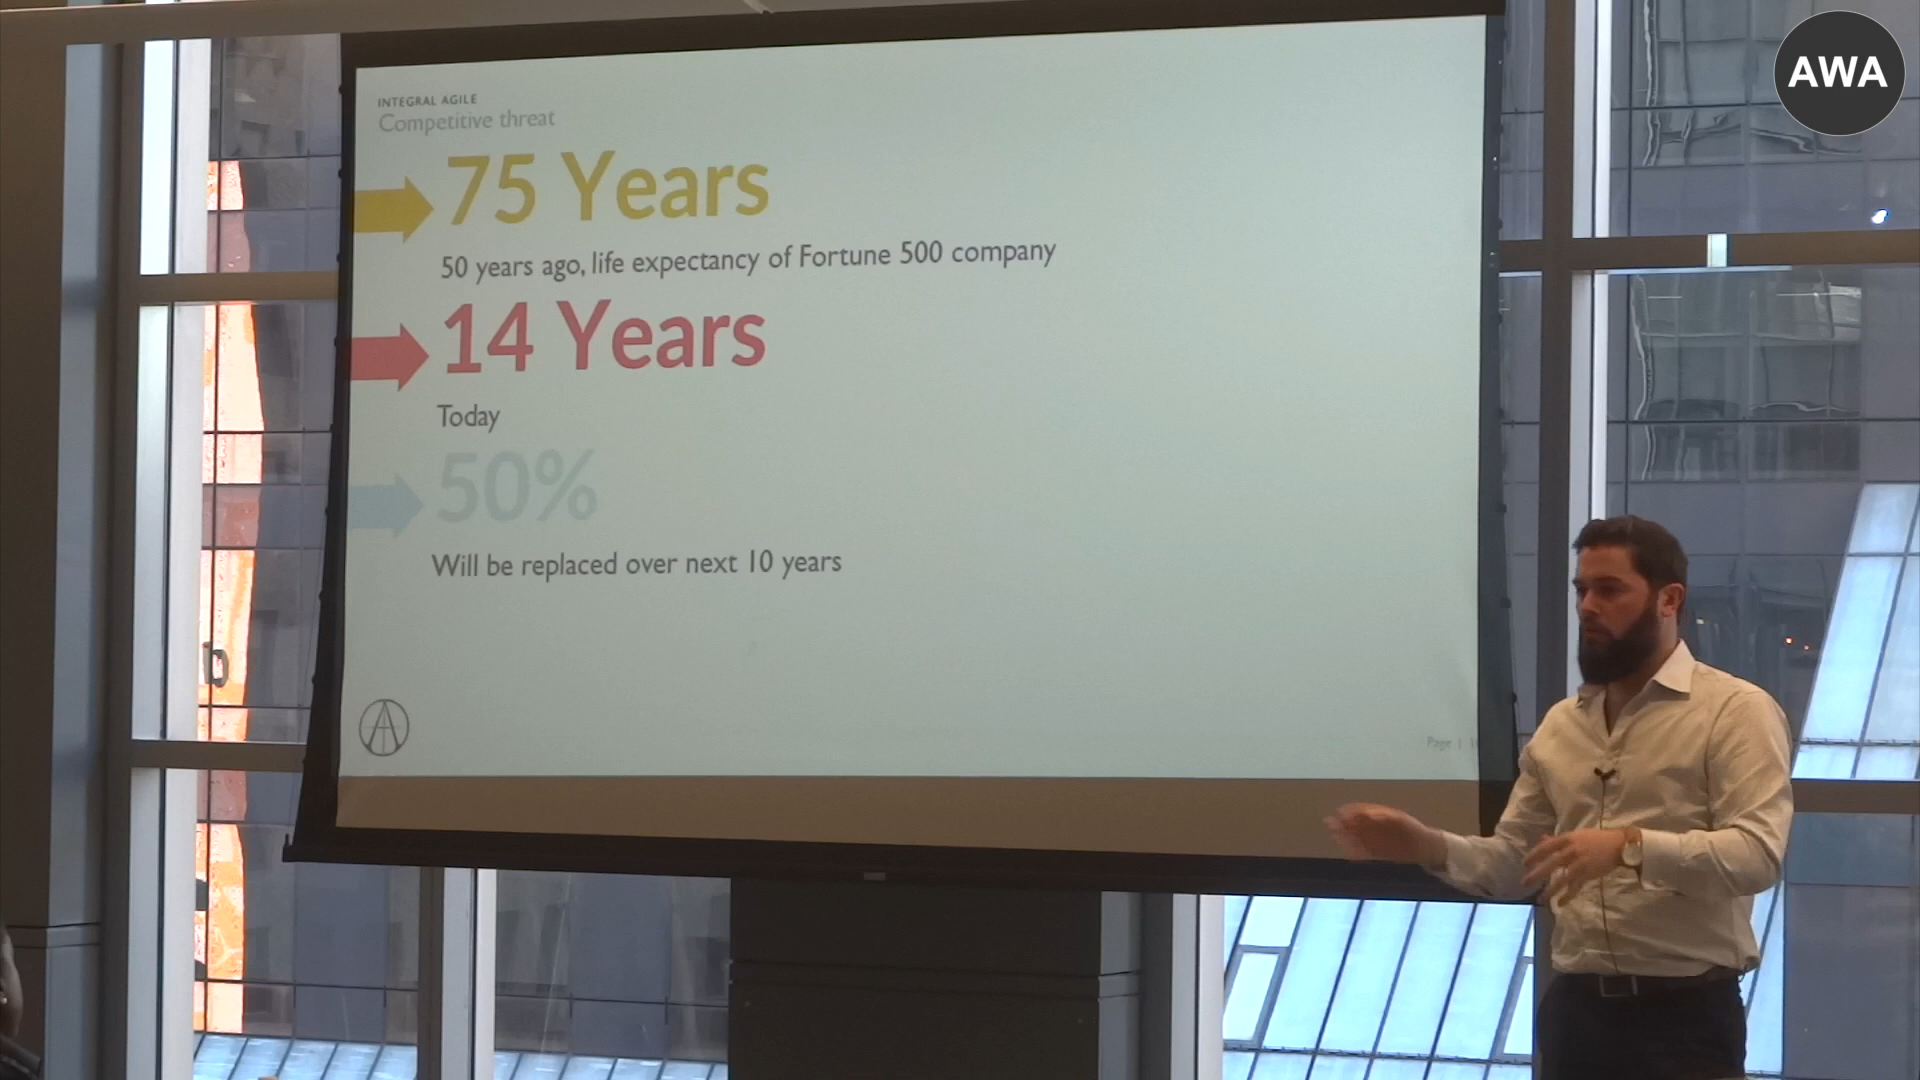 AWA
INTEGRAL AGILE
Competitive threat
75 Years
50 years ago, life expectancy of Fortune 500 company
14 Years
Today
50%
Will be replaced over next 10 years
Page